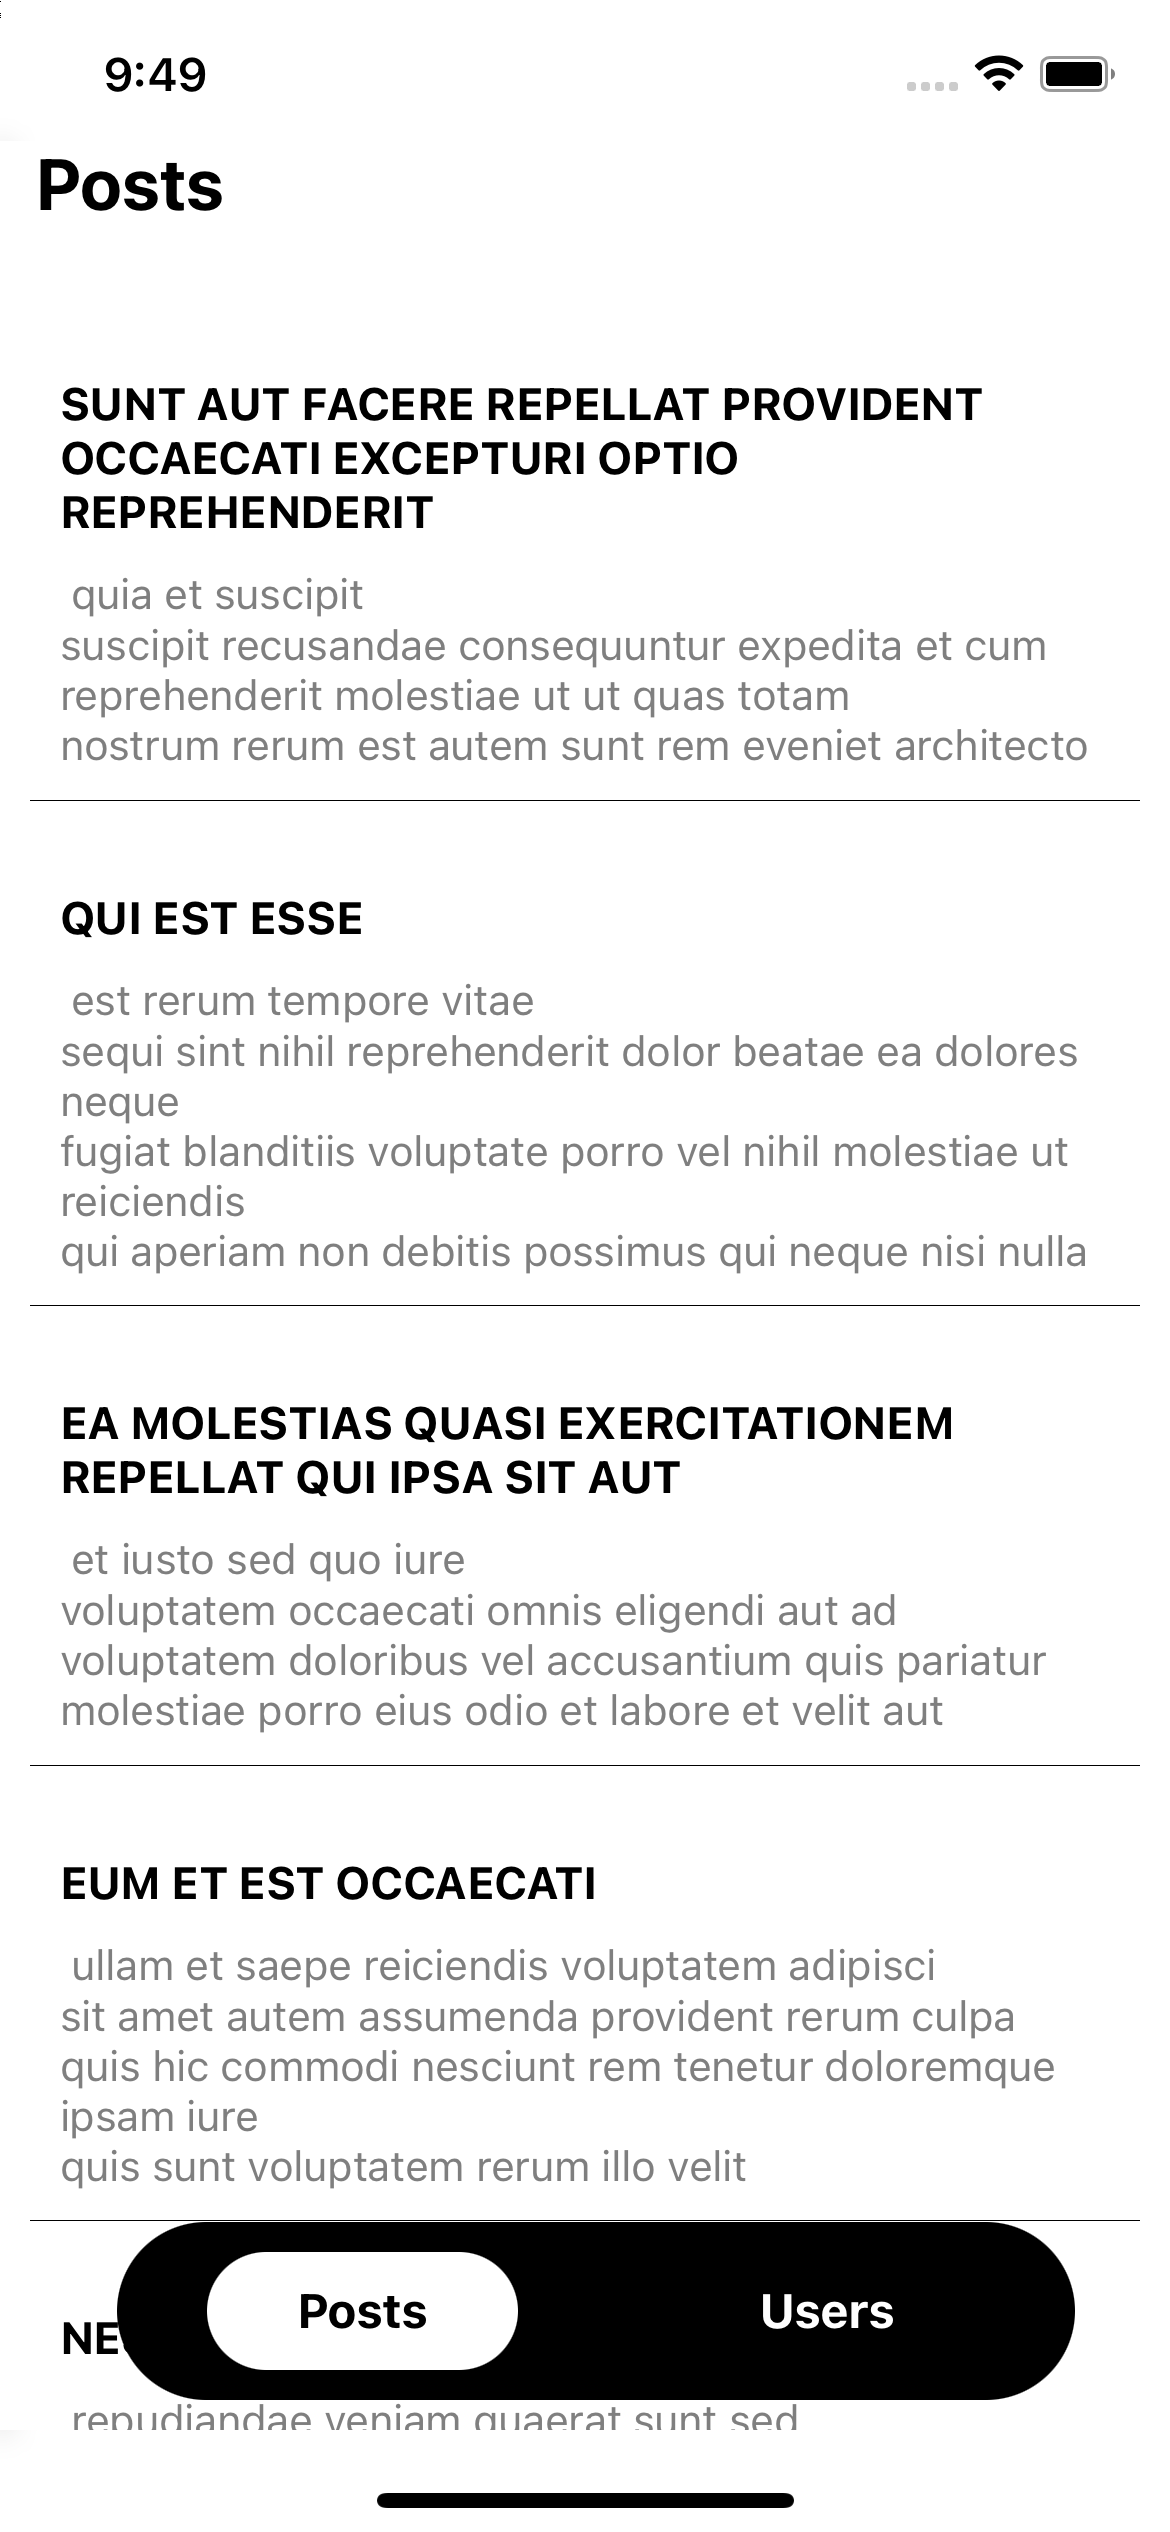 9:49
Posts
SUNT AUT FACERE REPELLAT PROVIDENT
OCCAECATI EXCEPTURI OPTIO
REPREHENDERIT
quia et suscipit
suscipit recusandae consequuntur expedita et cum
reprehenderit molestiae ut ut quas totam
nostrum rerum est autem sunt rem eveniet architecto
QUI EST ESSE
est rerum tempore vitae
sequi sint nihil reprehenderit dolor beatae ea dolores
neque
fugiat blanditiis voluptate porro vel nihil molestiae ut
reiciendis
qui aperiam non debitis possimus qui neque nisi nulla
EA MOLESTIAS QUASI EXERCITATIONEM
REPELLAT QUI IPSA SIT AUT
et iusto sed quo iure
voluptatem occaecati omnis eligendi aut ad
voluptatem doloribus vel accusantium quis pariatur
molestiae porro eius odio et labore et velit aut
EUM ET EST OCCAECATI
ullam et saepe reiciendis voluptatem adipisci
sit amet autem assumenda provident rerum culpa
quis hic commodi nesciunt rem tenetur doloremque
ipsam iure
quis sunt voluptatem rerum illo velit
Posts Users
repudiandae veniam quaerat sunt sed